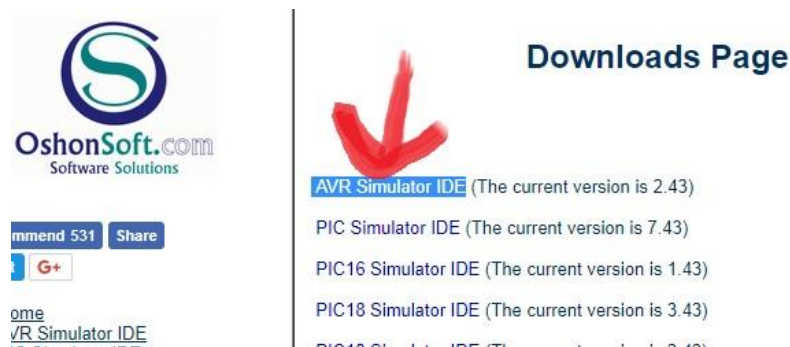 OshonSoft.com
Software Solutions
mmend 531 Share
G+
ome
VR Simulator IDE
Downloads Page
AVR Simulator IDE (The current version is 2.43)
PIC Simulator IDE (The current version is 7.43)
PIC16 Simulator IDE (The current version is 1.43)
PIC18 Simulator IDE (The current version is 3.43)